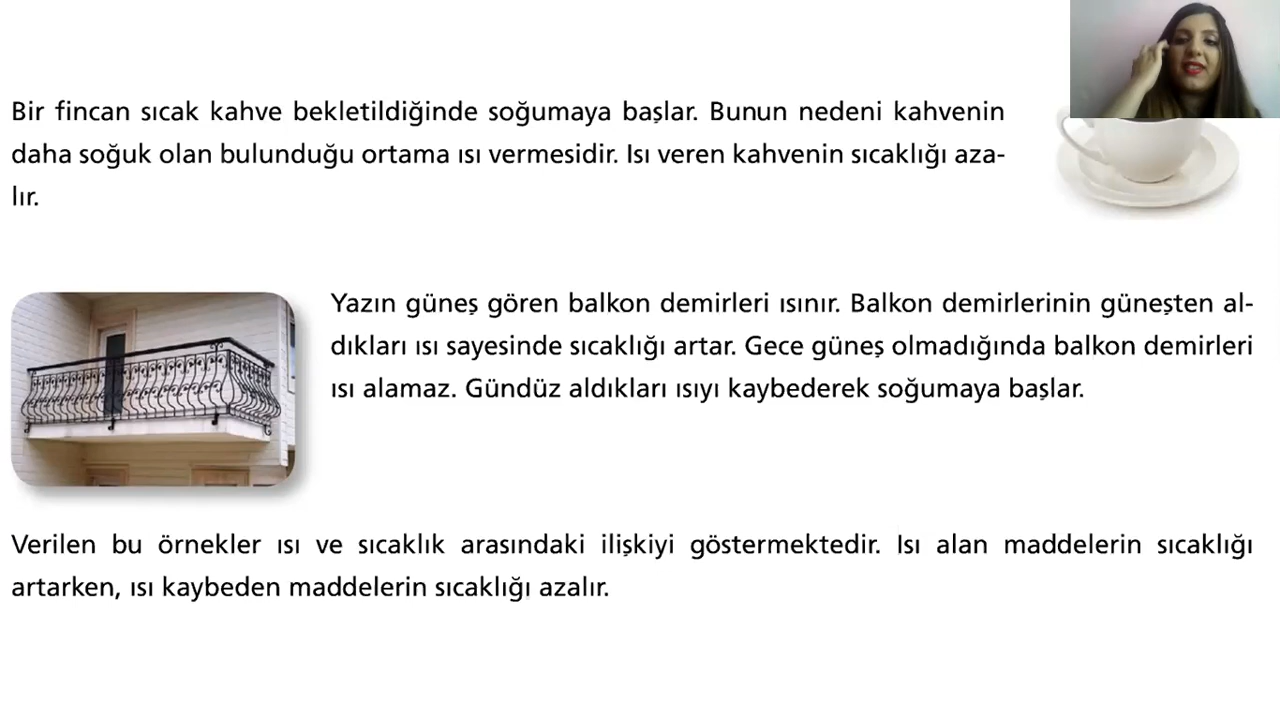 Bir fincan sıcak kahve bekletildiğinde soğumaya başlar. Bunun nedeni kahvenin
daha soğuk olan bulunduğu ortama ısı vermesidir. Isı veren kahvenin sıcaklığı aza-
lır.
Yazın güneş gören balkon demirleri ısınır. Balkon demirlerinin güneşten al-
dıkları ısı sayesinde sıcaklığı artar. Gece güneş olmadığında balkon demirleri
ısı alamaz. Gündüz aldıkları ısıyı kaybederek soğumaya başlar.
Verilen bu örnekler ısı ve sıcaklık arasındaki ilişkiyi göstermektedir. Isı alan maddelerin sıcaklığı
artarken, ısı kaybeden maddelerin sıcaklığı azalır.